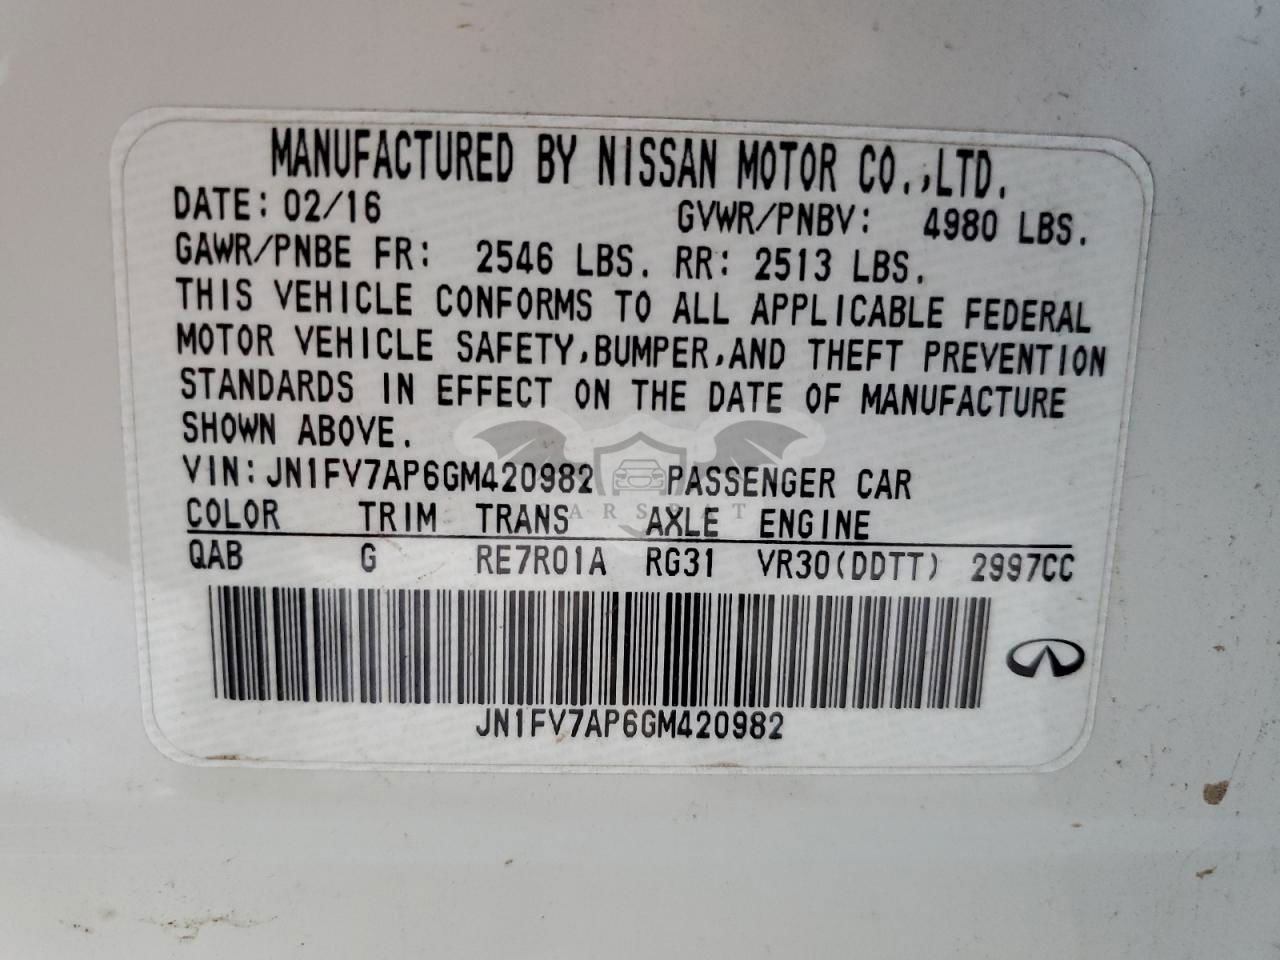 MANUFACTURED BY NISSAN MOTOR CO.,LTD.
DATE: 02/16 GVWR/PNBV: 4980 LBS.
GAWR/PNBE FR: 2546 LBS. RR: 2513 LBS.
THIS VEHICLE CONFORMS TO ALL APPLICABLE FEDERAL
MOTOR VEHICLE SAFETY,BUMPER,AND THEFT PREVENTION
STANDARDS IN EFFECT ON THE DATE OF MANUFACTURE
SHOWN ABOVE.
VIN:JN1FV7AP6GM420982 PASSENGER CAR
COLOR TRIM TRANS AXLE ENGINE
QAB G RE7R01A RG31 VR30(DDTT) 2997CC
JN1FV7AP6GM420982